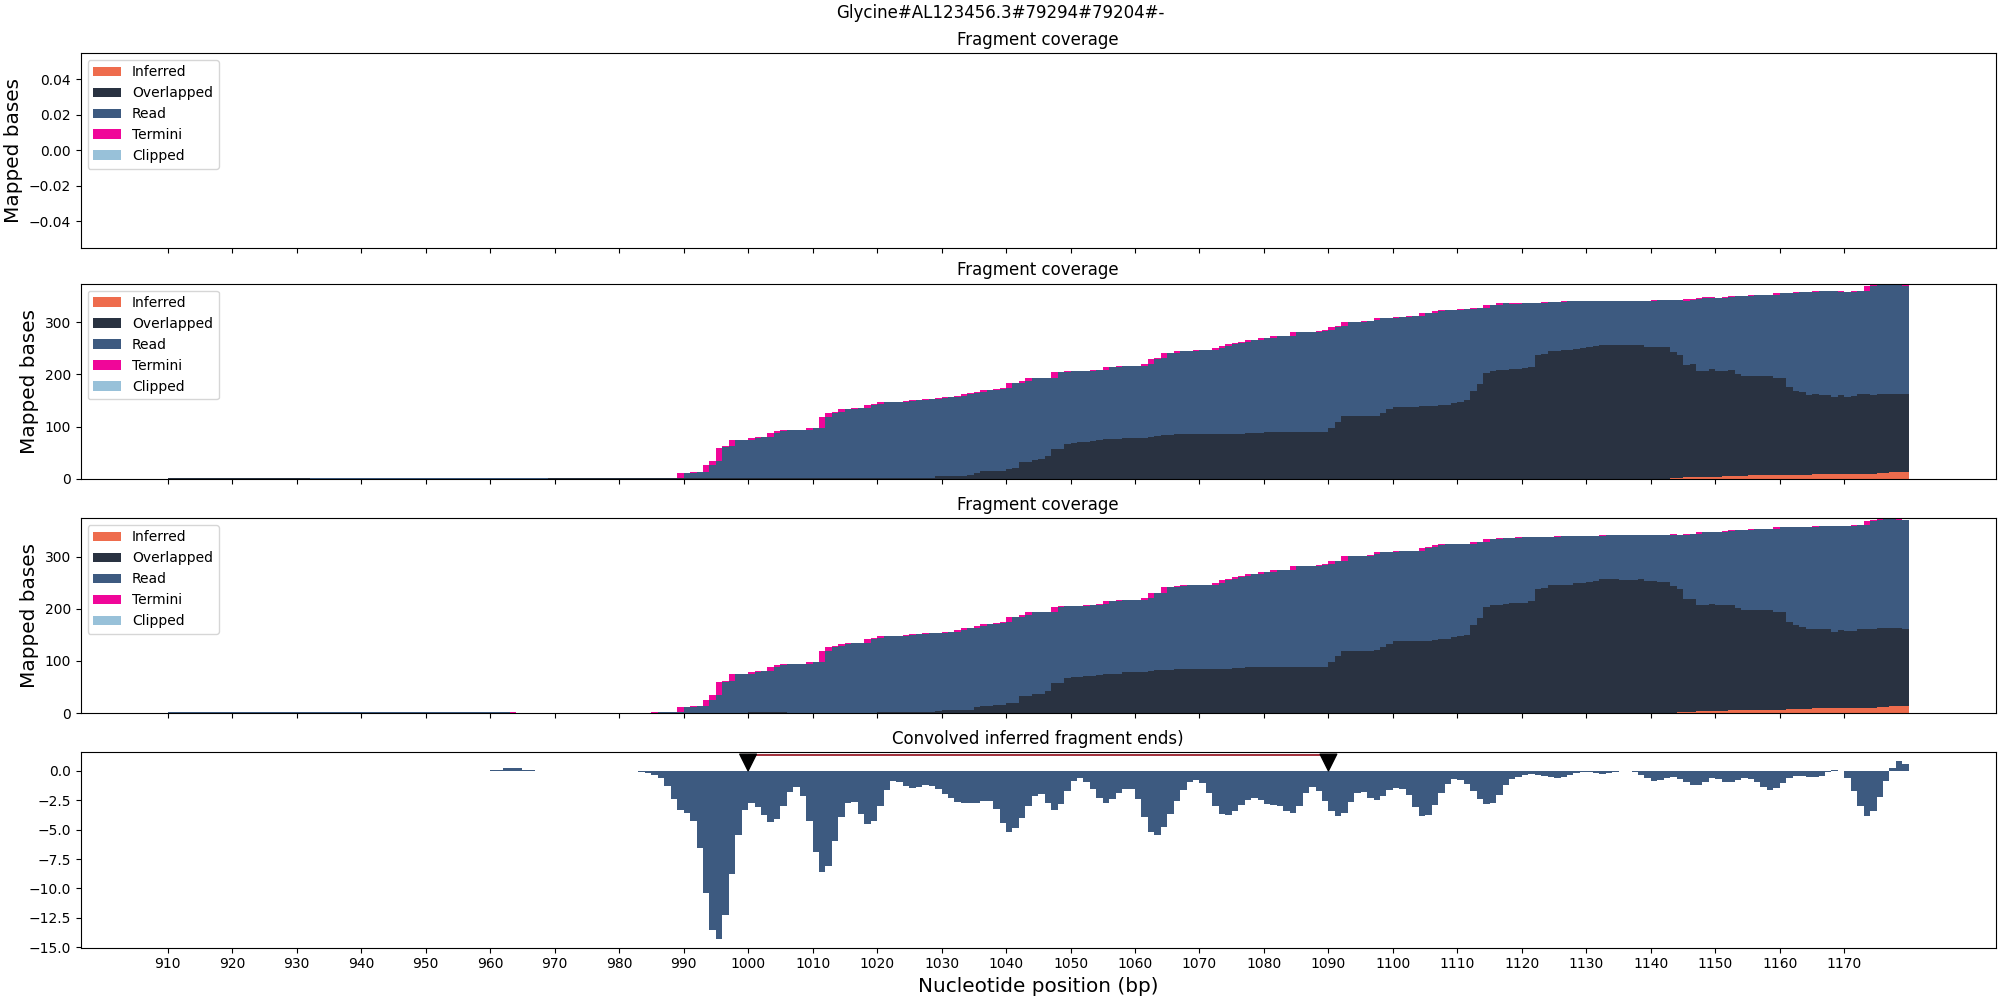 Glycine#AL123456.3#79294#79204#-
Fragment coverage
Mapped bases
0.04
0.02
0.00
−0.02
−0.04
Inferred
Overlapped
Read
Termini
Clipped
Fragment coverage
Mapped bases
300
200
100
0
Inferred
Overlapped
Read
Termini
Clipped
Fragment coverage
Mapped bases
300
200
100
0
Inferred
Overlapped
Read
Termini
Clipped
Convolved inferred fragment ends)
0.0
−2.5
−5.0
−7.5
−10.0
−12.5
−15.0
910 920 930 940 950 960 970 980 990 1000 1010 1020 1030 1040 1050 1060 1070 1080 1090 1100 1110 1120 1130 1140 1150 1160 1170
Nucleotide position (bp)